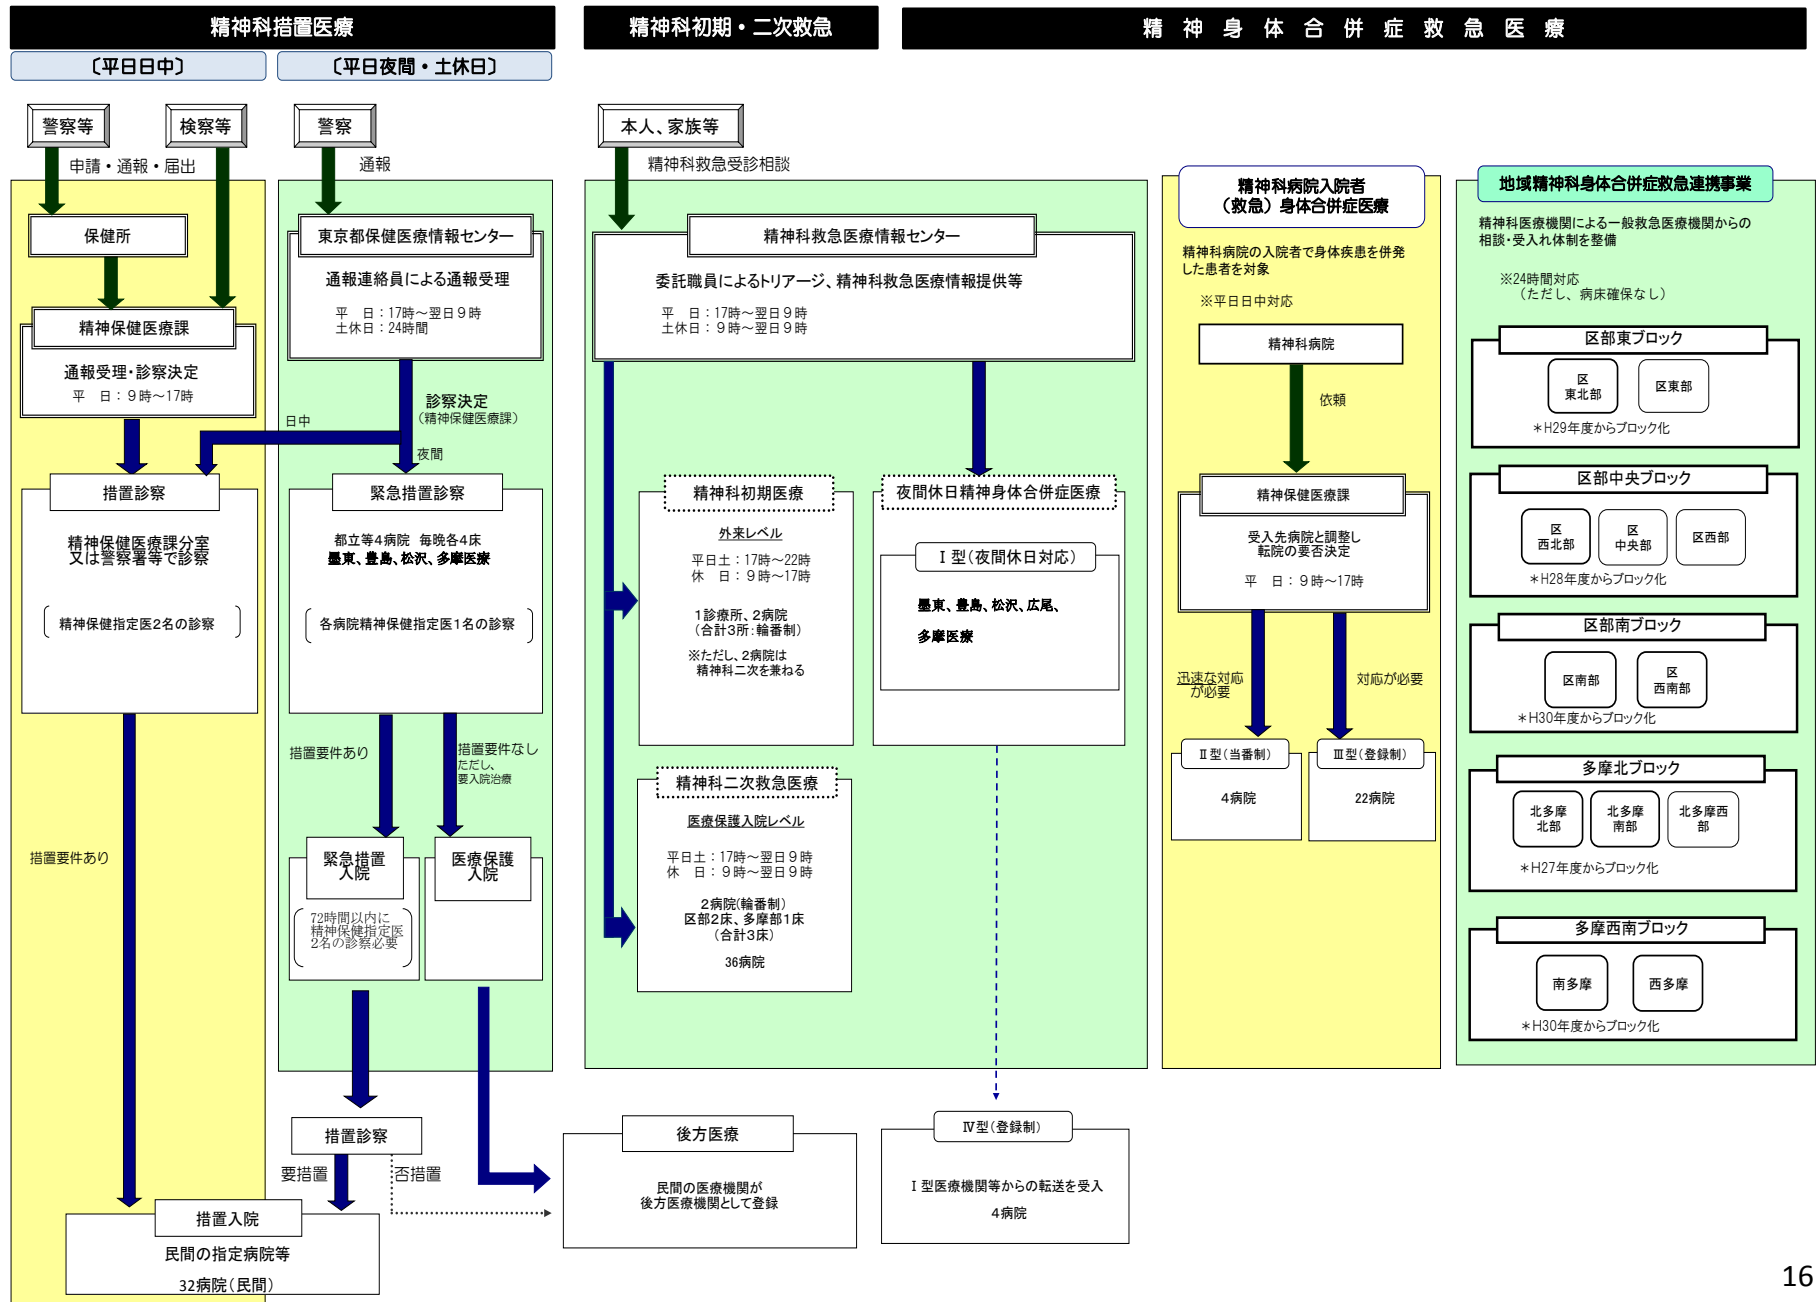 精神科措置医療
〔平日日中〕
〔平日夜間・土休日〕
警察等
検察等
警察
申請・通報・届出
通報
保健所
精神保健医療課
通報受理・診察決定
平　日：９時～17時
東京都保健医療情報センター
通報連絡員による通報受理
平　日：17時～翌日９時
土休日：24時間
診察決定
（精神保健医療課）
日中
夜間
措置診察
精神保健医療課分室
又は警察署等で診察
精神保健指定医2名の診察
緊急措置診察
都立等4病院　毎晩各4床
墨東、豊島、松沢、多摩医療
各病院精神保健指定医1名の診察
措置要件あり
措置要件なし
ただし、
要入院治療
措置要件あり
緊急措置
入院
72時間以内に
精神保健指定医
2名の診察必要
医療保護
入院
措置診察
要措置
否措置
措置入院
民間の指定病院等
32病院（民間）
精神科初期・二次救急
本人、家族等
精神科救急受診相談
精神科救急医療情報センター
委託職員によるトリアージ、精神科救急医療情報提供等
平　日：17時～翌日９時
土休日：９時～翌日９時
精神科初期医療
外来レベル
平日土：17時～22時
休　日：９時～17時
1診療所、2病院
（合計3所：輪番制）
※ただし、2病院は
精神科二次を兼ねる
精神科二次救急医療
医療保護入院レベル
平日土：17時～翌日９時
休　日：９時～翌日９時
2病院（輪番制）
区部2床、多摩部1床
（合計3床）
36病院
後方医療
民間の医療機関が
後方医療機関として登録
精神身体合併症救急医療
夜間休日精神身体合併症医療
Ⅰ型（夜間休日対応）
墨東、豊島、松沢、広尾、
多摩医療
Ⅳ型（登録制）
Ⅰ型医療機関等からの転送を受入
4病院
精神科病院入院者
（救急）身体合併症医療
精神科病院の入院者で身体疾患を併発
した患者を対象
※平日日中対応
精神科病院
依頼
精神保健医療課
受入先病院と調整し
転院の要否決定
平　日：９時～17時
迅速な対応
が必要
対応が必要
Ⅱ型（当番制）
4病院
Ⅲ型（登録制）
22病院
地域精神科身体合併症救急連携事業
精神科医療機関による一般救急医療機関からの
相談・受入れ体制を整備
※24時間対応
（ただし、病床確保なし）
区部東ブロック
区
東北部
区東部
＊H29年度からブロック化
区部中央ブロック
区
西北部
区
中央部
区西部
＊H28年度からブロック化
区部南ブロック
区南部
区
西南部
＊H30年度からブロック化
多摩北ブロック
北多摩
北部
北多摩
南部
北多摩西
部
＊H27年度からブロック化
多摩西南ブロック
南多摩
西多摩
＊H30年度からブロック化
16